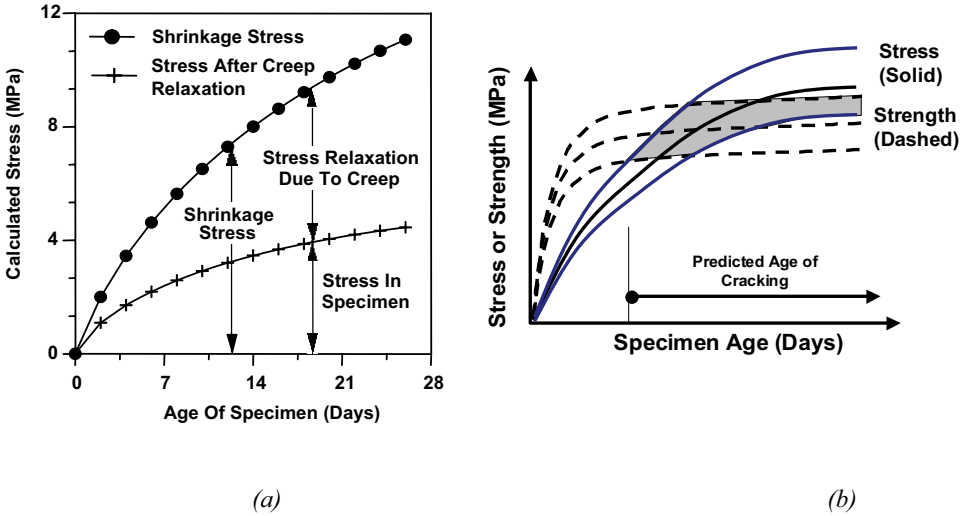 12
8
4
0
Calculated Stress (MPa)
Shrinkage Stress
Stress After Creep
Relaxation
Stress Relaxation
Due To Creep
Shrinkage
Stress
Stress In
Specimen
0 7 14 21 28
Age Of Specimen (Days)
(a)
Stress or Strength (MPa)
Stress
(Solid)
Strength
(Dashed)
Predicted Age of
Cracking
Specimen Age (Days)
(b)